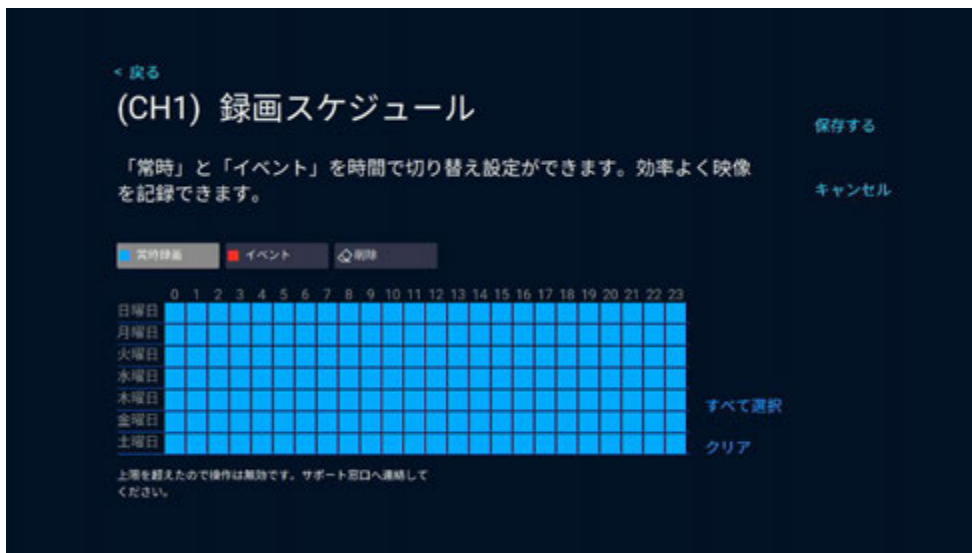 < 戻る
(CH1) 録画スケジュール
保存する
「常時」と「イベント」を時間で切り替え設定ができます。効率よく映像
を記録できます。
キャンセル
常時録画 イベント 削除
0 1 2 3 4 5 6 7 8 9 10 11 12 13 14 15 16 17 18 19 20 21 22 23
日曜日
月曜日
火曜日
水曜日
木曜日
すべて選択
金曜日
土曜日
クリア
上限を超えたので操作は無効です。サポート窓口へ連絡して
ください。